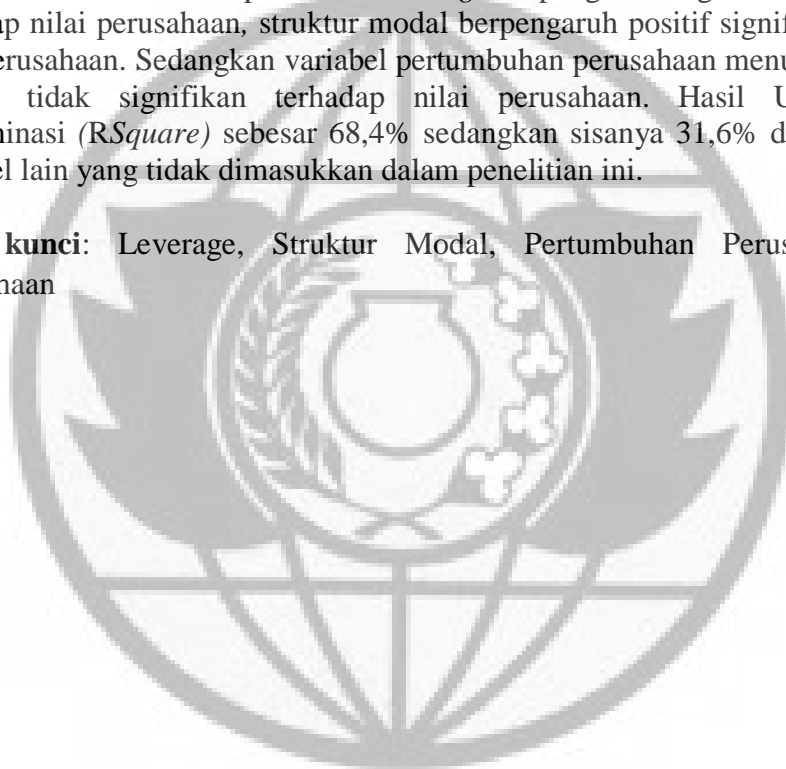 ap nilai perusahaan, struktur modal berpengaruh positif signif
erusahaan. Sedangkan variabel pertumbuhan perusahaan menu
tidak signifikan terhadap nilai perusahaan. Hasil U
minasi (RSquare) sebesar 68,4% sedangkan sisanya 31,6% d
el lain yang tidak dimasukkan dalam penelitian ini.
kunci: Leverage, Struktur Modal, Pertumbuhan Perus
haan